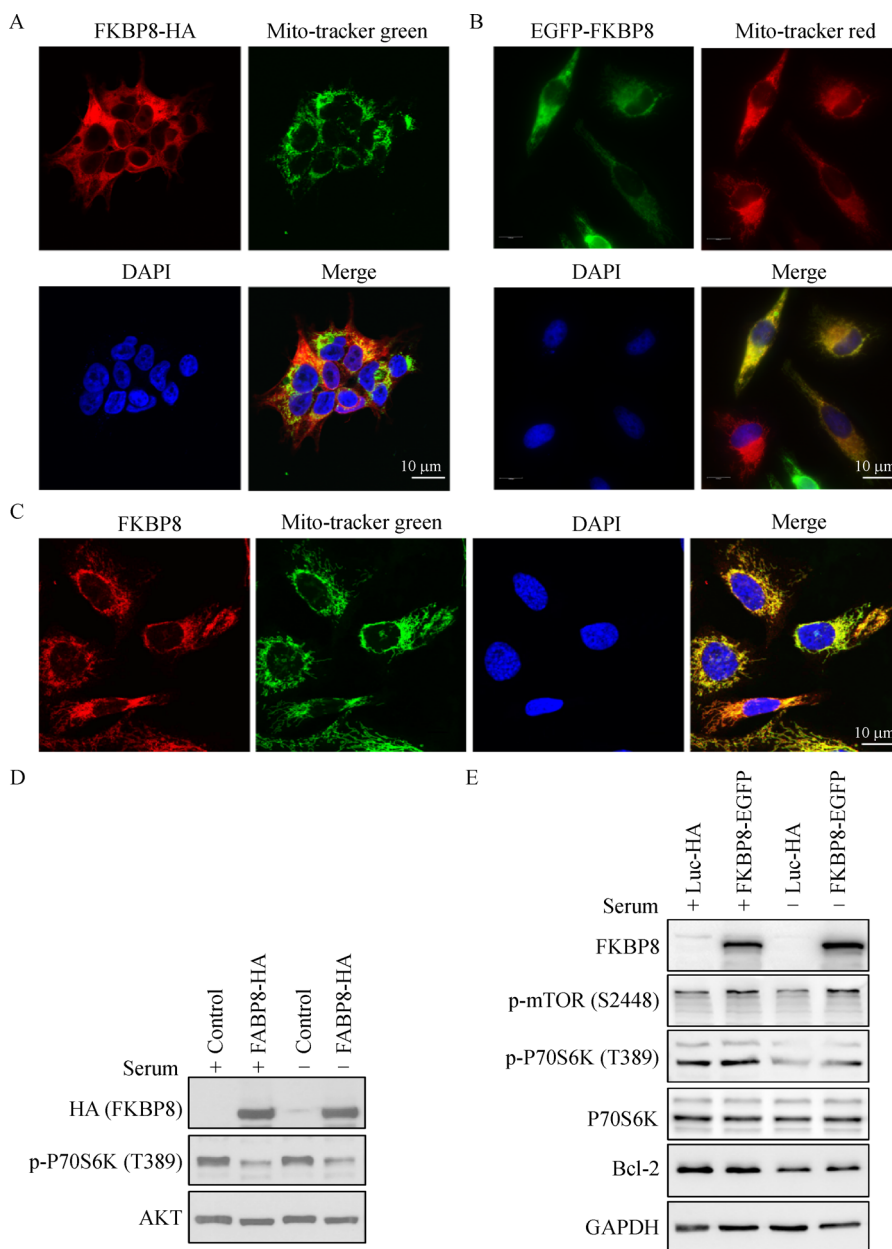 A
FKBP8-HA
Mito-tracker green
DAPI
Merge
10 μm
B
EGFP-FKBP8
Mito-tracker red
DAPI
Merge
10 μm
C
FKBP8
Mito-tracker green
DAPI
Merge
10 μm
D
Control
FABP8-HA
Control
FABP8-HA
Serum + + – –
HA (FKBP8)
p-P70S6K (T389)
AKT
E
Luc-HA
FKBP8-EGFP
Luc-HA
FKBP8-EGFP
Serum + + – –
FKBP8
p-mTOR (S2448)
p-P70S6K (T389)
P70S6K
Bcl-2
GAPDH